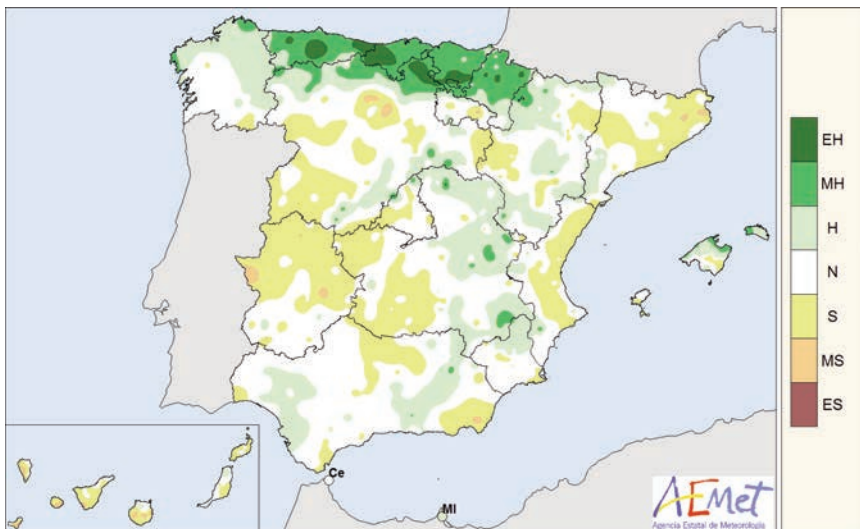 EH
MH
H
N
S
MS
ES
Ce
Ml
AEMet
Agencia Estatal de Meteorología